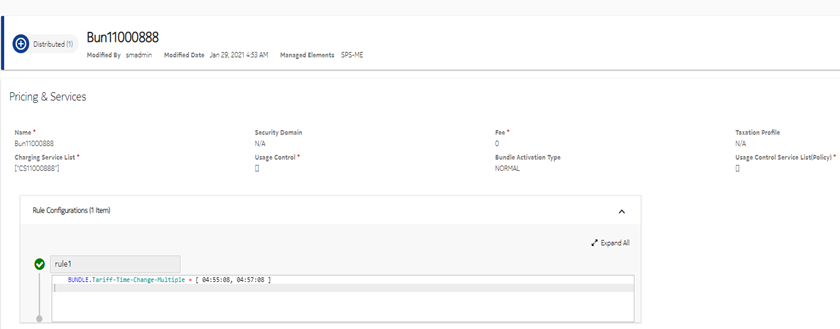 Bun11000888
Distributed (1)
Modified By smadmin Modified Date Jan 29, 2021 4:53 AM Managed Elements SPS-ME
Pricing & Services
Name * Security Domain Fee * Taxation Profile
Bun11000888 N/A 0 N/A
Charging Service List * Usage Control * Bundle Activation Type Usage Control Service List(Policy) *
["CS11000888"] [] NORMAL []
Rule Configurations (1 Item)
Expand All
rule1
BUNDLE.Tariff-Time-Change-Multiple = [ 04:55:08, 04:57:08 ]